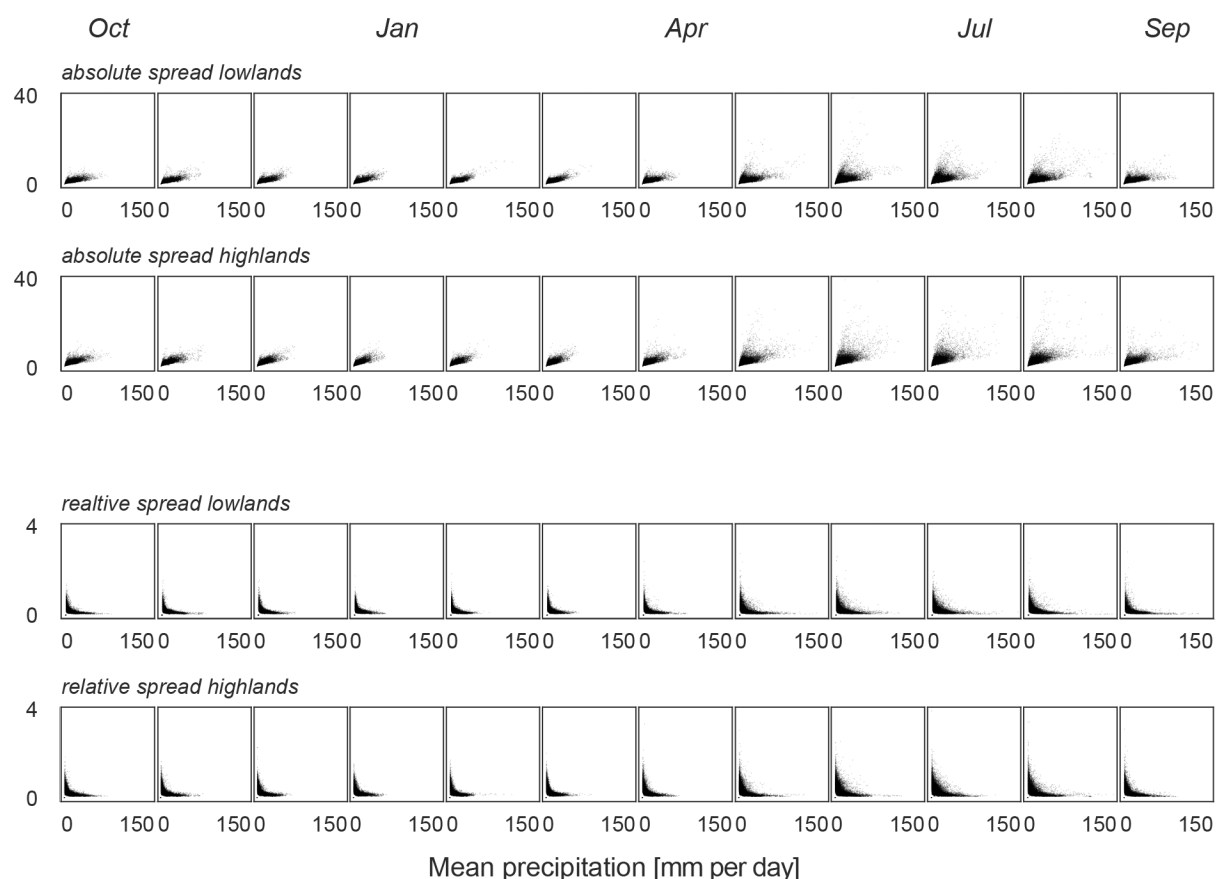 Oct Jan Apr Jul Sep
absolute spread lowlands
40
0
0 150 0 150 0 150 0 150 0 150 0 150 0 150 0 150 0 150 0 150 0 150 0 150
absolute spread highlands
40
0
0 150 0 150 0 150 0 150 0 150 0 150 0 150 0 150 0 150 0 150 0 150 0 150
realtive spread lowlands
4
0
0 150 0 150 0 150 0 150 0 150 0 150 0 150 0 150 0 150 0 150 0 150 0 150
relative spread highlands
4
0
0 150 0 150 0 150 0 150 0 150 0 150 0 150 0 150 0 150 0 150 0 150 0 150
Mean precipitation [mm per day]